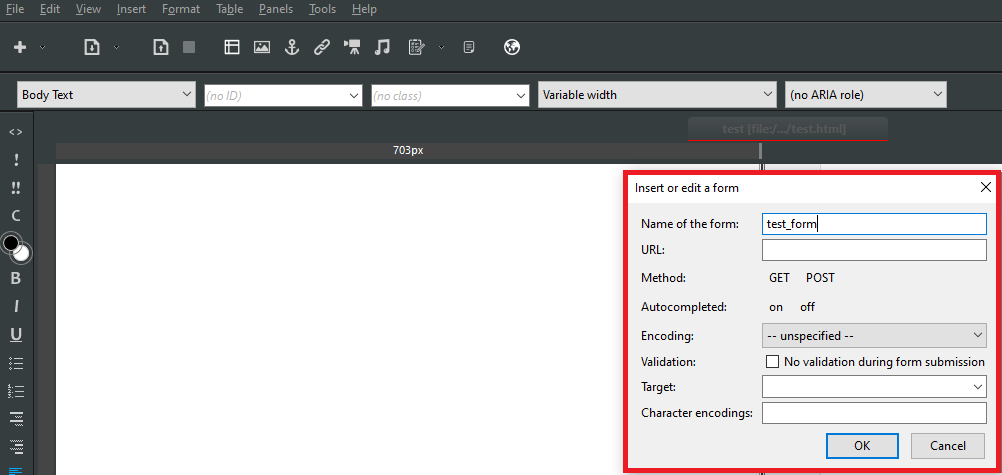 File Edit View Insert Format Table Panels Tools Help
Body Text (no ID) (no class) Variable width (no ARIA role)
<>
test [file:/.../test.html]
!
703px
!!
C
B
I
U
Insert or edit a form
Name of the form: test_form
URL:
Method: GET POST
Autocompleted: on off
Encoding: -- unspecified --
Validation: No validation during form submission
Target:
Character encodings:
OK Cancel